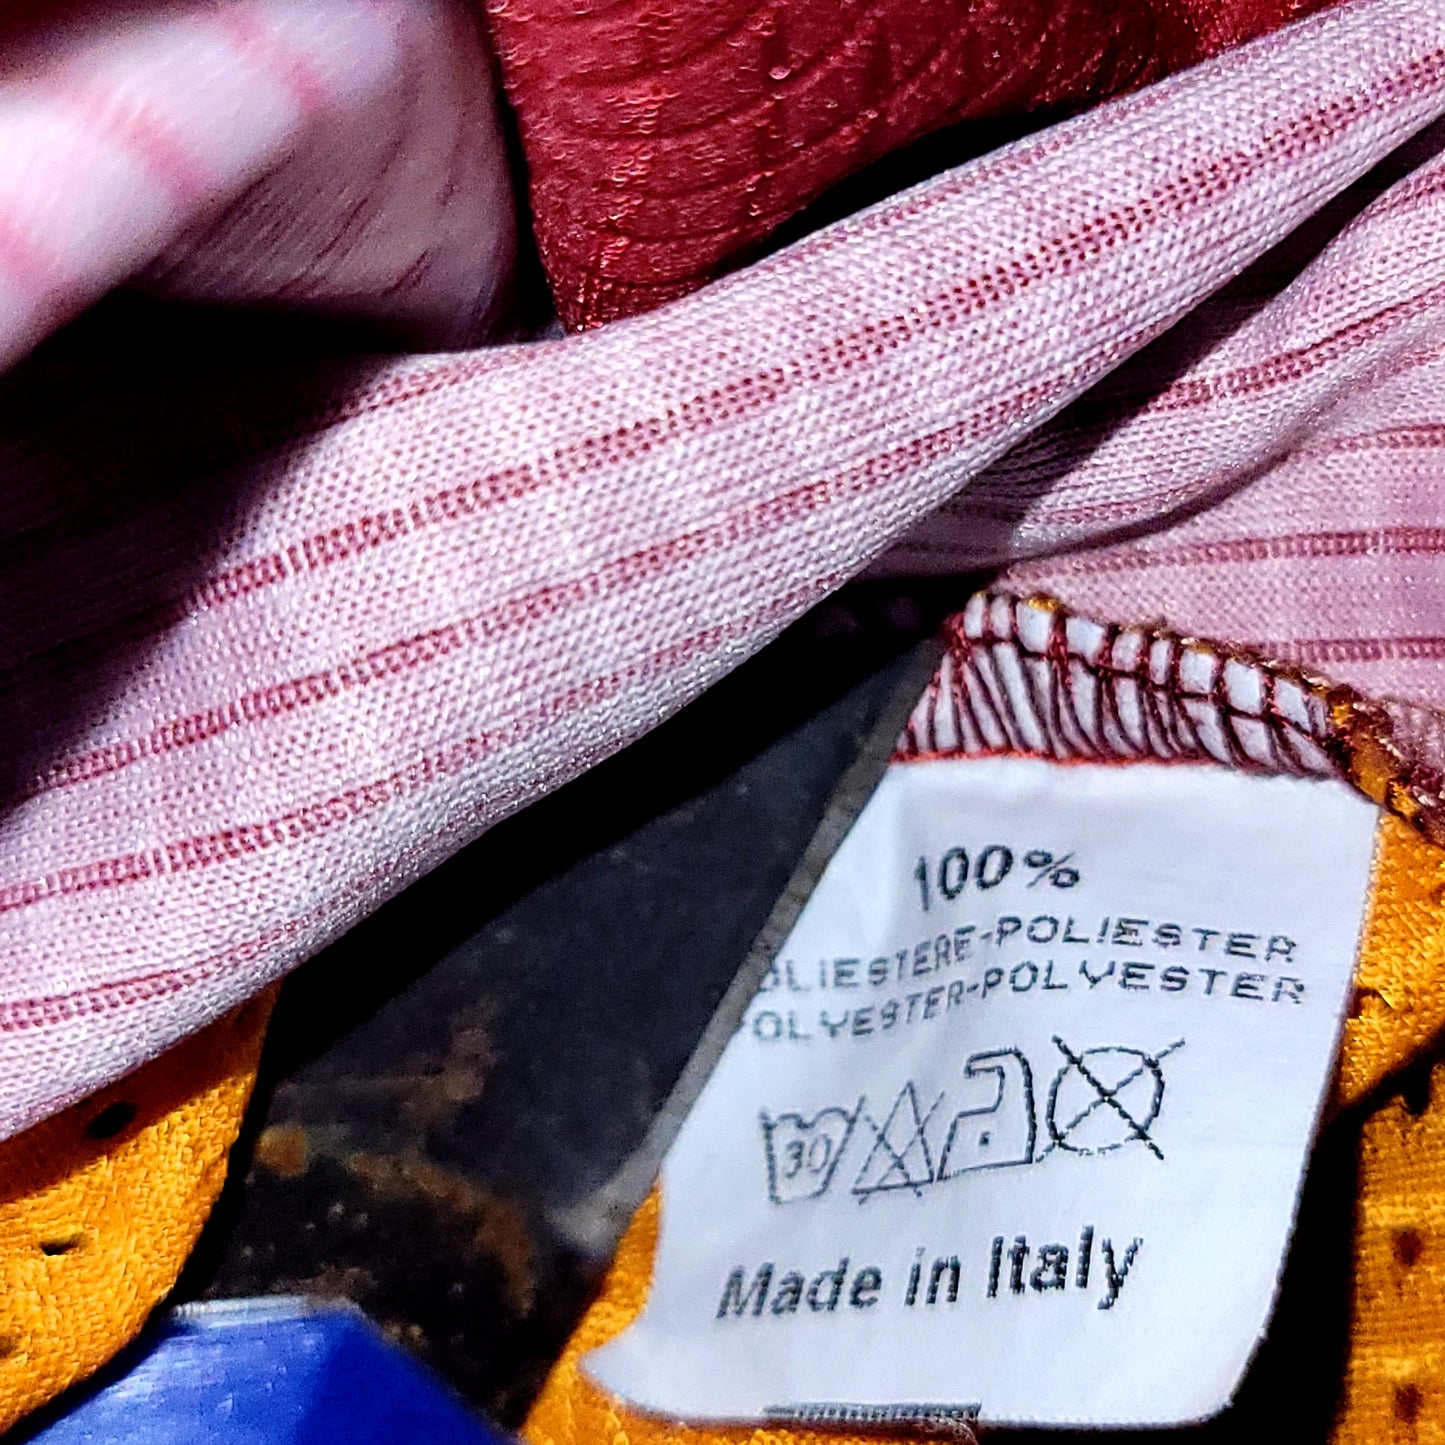 100%
POLIESTERE-POLIESTER
POLYESTER-POLYESTER
30
Made in Italy